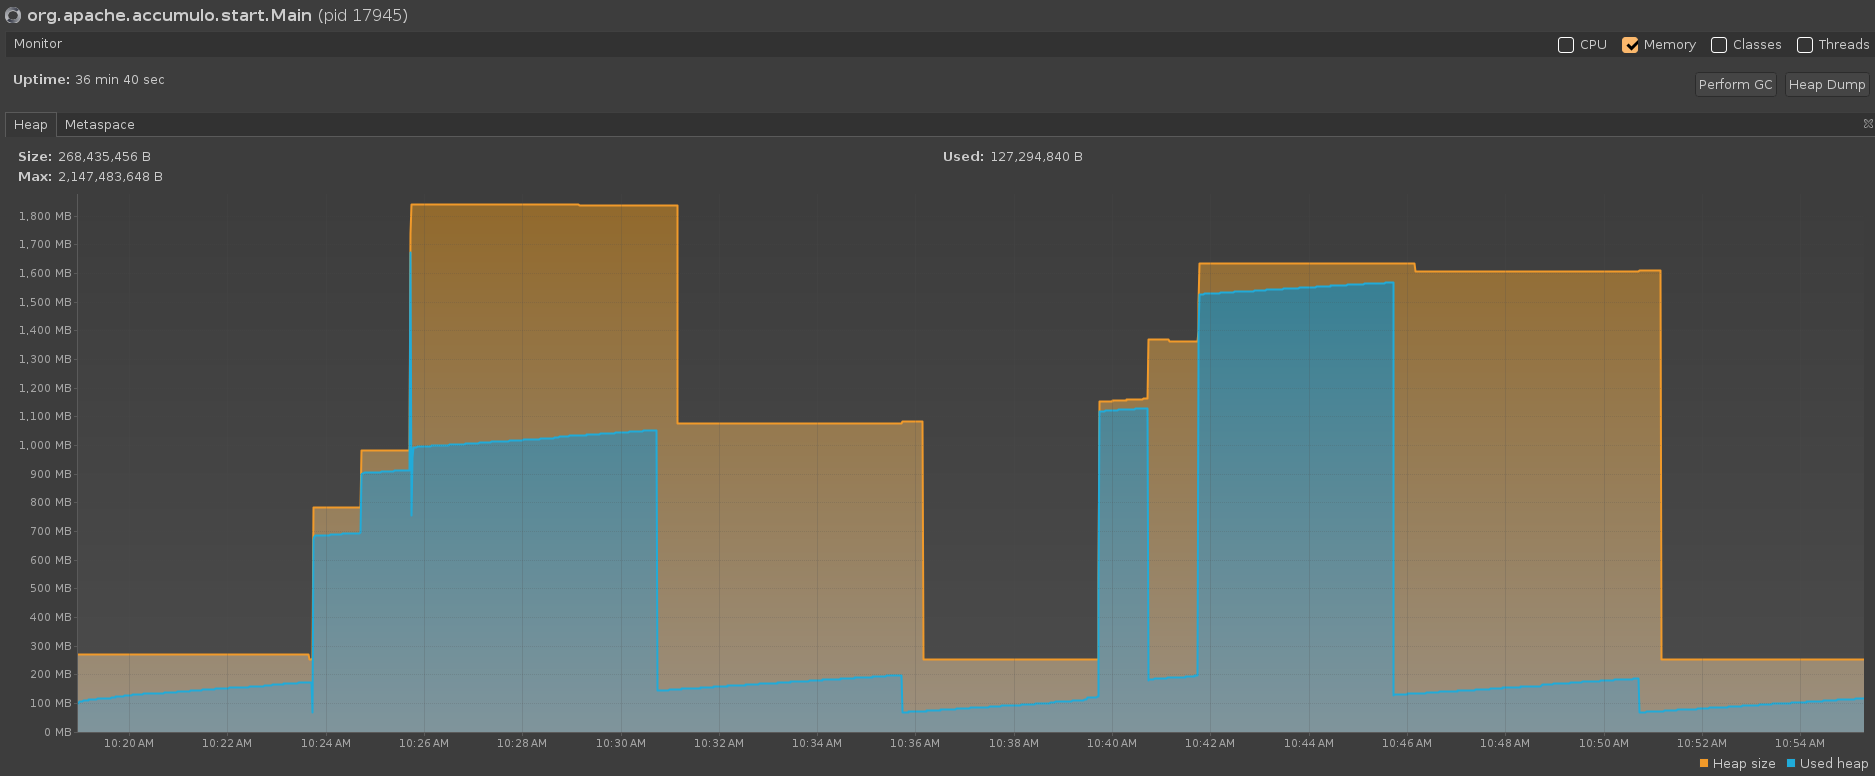 org.apache.accumulo.start.Main (pid 17945)
Monitor
CPU Memory Classes Threads
Uptime: 36 min 40 sec
Perform GC Heap Dump
Heap Metaspace
Size: 268,435,456 B
Used: 127,294,840 B
Max: 2,147,483,648 B
1,800 MB
1,700 MB
1,600 MB
1,500 MB
1,400 MB
1,300 MB
1,200 MB
1,100 MB
1,000 MB
900 MB
800 MB
700 MB
600 MB
500 MB
400 MB
300 MB
200 MB
100 MB
0 MB
10:20 AM 10:22 AM 10:24 AM 10:26 AM 10:28 AM 10:30 AM 10:32 AM 10:34 AM 10:36 AM 10:38 AM 10:40 AM 10:42 AM 10:44 AM 10:46 AM 10:48 AM 10:50 AM 10:52 AM 10:54 AM
Heap size Used heap